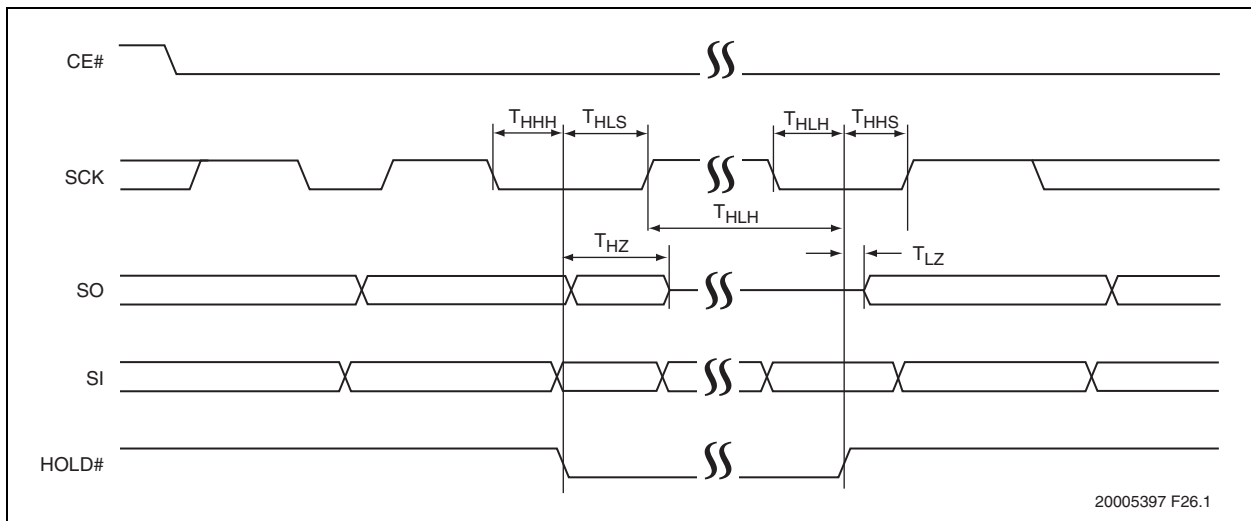 CE#
THHH THLS THLH THHS
SCK
THLH
THZ
TLZ
SO
SI
HOLD#
20005397 F26.1